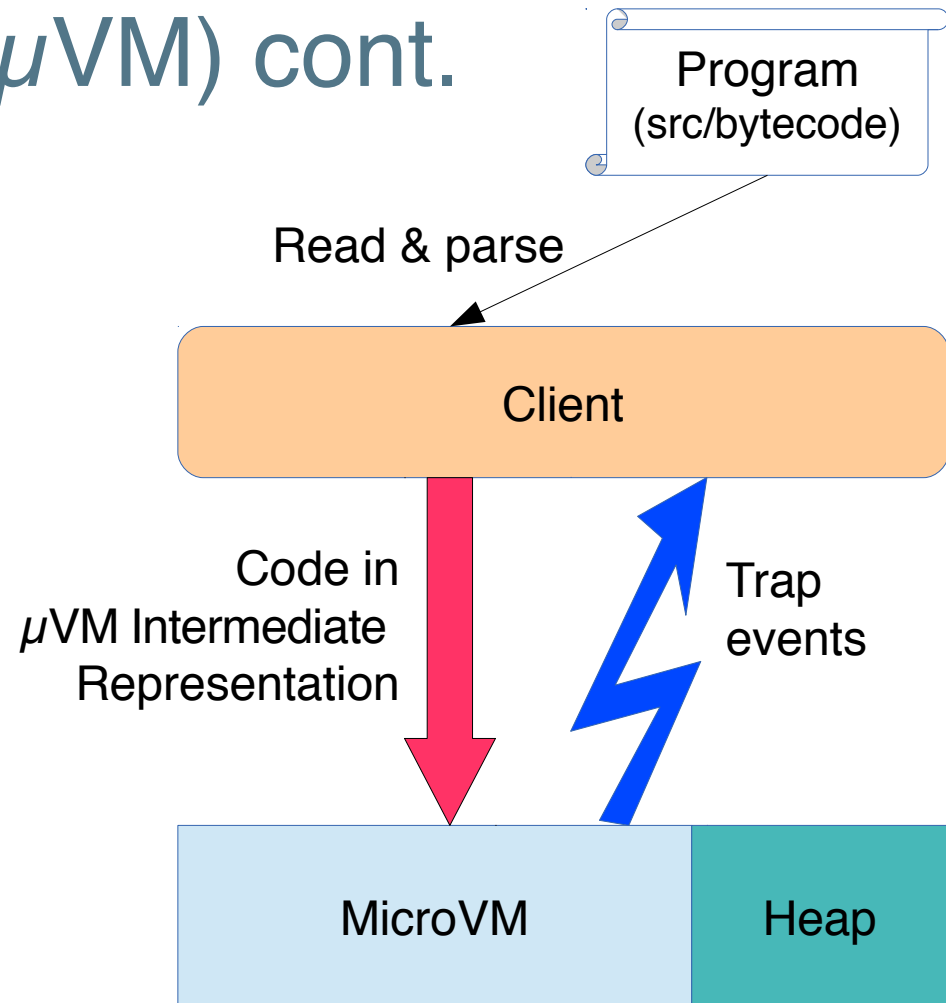 μVM) cont.
Program
(src/bytecode)
Read & parse
Client
Code in
μVM Intermediate
Representation
Trap
events
MicroVM
Heap